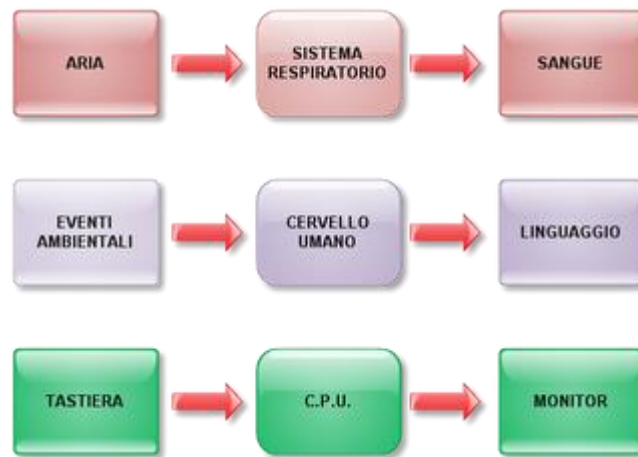 ARIA
SISTEMA
RESPIRATORIO
SANGUE
EVENTI
AMBIENTALI
CERVELLO
UMANO
LINGUAGGIO
TASTIERA
C.P.U.
MONITOR